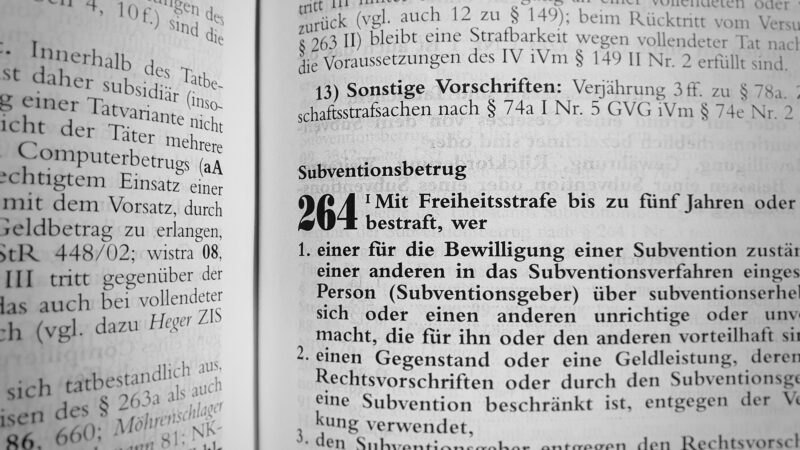 4, 10 f.) sind die
Innerhalb des Tatbe-
st daher subsidiär (inso-
g einer Tatvariante nicht
icht der Täter mehrere
Computerbetrugs (aA
echtigtem Einsatz einer
mit dem Vorsatz, durch
Geldbetrag zu erlangen,
StR 448/02; wistra 08,
III tritt gegenüber der
das auch bei vollendeter
ch (vgl. dazu Heger ZIS
sich tatbestandlich aus,
isen des § 263a als auch
86, 660; Möhrenschlager
81; NK-
zurück (vgl. auch 12 zu § 149); beim Rücktritt vom Versu
§ 263 II) bleibt eine Strafbarkeit wegen vollendeter Tat nach
die Voraussetzungen des IV iVm § 149 II Nr. 2 erfüllt sind.
13) Sonstige Vorschriften: Verjährung 3 ff. zu § 78a. 2
schaftsstrafsachen nach § 74a I Nr. 5 GVG iVm § 74e Nr. 2
Subventionsbetrug
264 I Mit Freiheitsstrafe bis zu fünf Jahren oder
bestraft, wer
1. einer für die Bewilligung einer Subvention zustän
einer anderen in das Subventionsverfahren einges
Person (Subventionsgeber) über subventionserhel
sich oder einen anderen unrichtige oder unv
macht, die für ihn oder den anderen vorteilhaft sin
2. einen Gegenstand oder eine Geldleistung, deren
Rechtsvorschriften oder durch den Subventionsge
eine Subvention beschränkt ist, entgegen der Ve
kung verwendet,
3. den Subventionsgeber entgegen den Rechtsvorsch